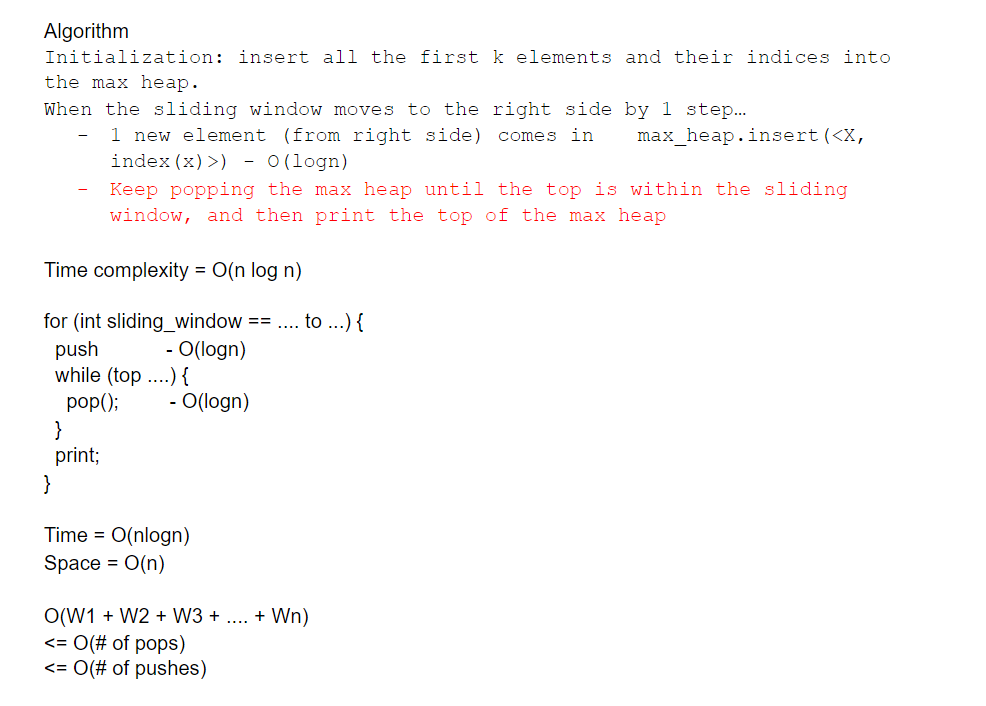 Algorithm
Initialization: insert all the first k elements and their indices into
the max heap.
When the sliding window moves to the right side by 1 step…
- 1 new element (from right side) comes in max_heap.insert(<X,
index(x)>) - O(logn)
- Keep popping the max heap until the top is within the sliding
window, and then print the top of the max heap
Time complexity = O(n log n)
for (int sliding_window == .... to ...) {
push - O(logn)
while (top ....) {
pop(); - O(logn)
}
print;
}
Time = O(nlogn)
Space = O(n)
O(W1 + W2 + W3 + .... + Wn)
<= O(# of pops)
<= O(# of pushes)